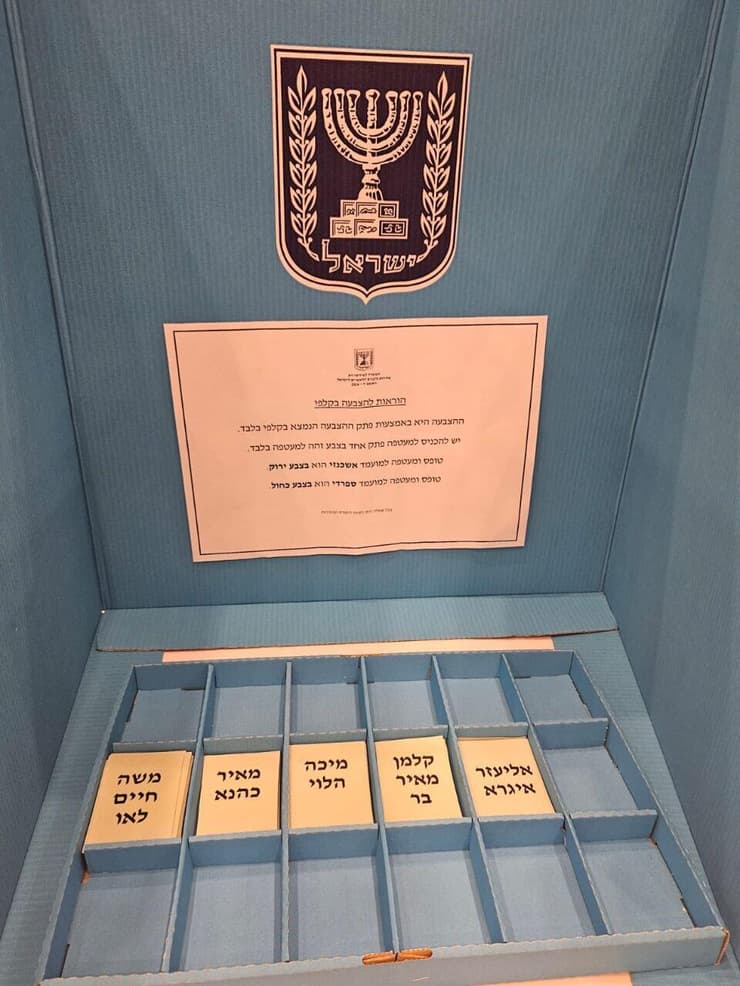 ישראל
הוראות להצבעה בקלפי
ההצבעה היא באמצעות פתק ההצבעה הנמצא בקלפי בלבד.
יש להכניס למעטפה פתק אחד בצבע זהה למעטפה בלבד.
טופס ומעטפה למועמד אשכנזי הוא בצבע ירוק.
טופס ומעטפה למועמד ספרדי הוא בצבע כחול.
אליעזר
איגרא
קלמן
מאיר
בר
מיכה
הלוי
מאיר
כהנא
משה
חיים
לאו